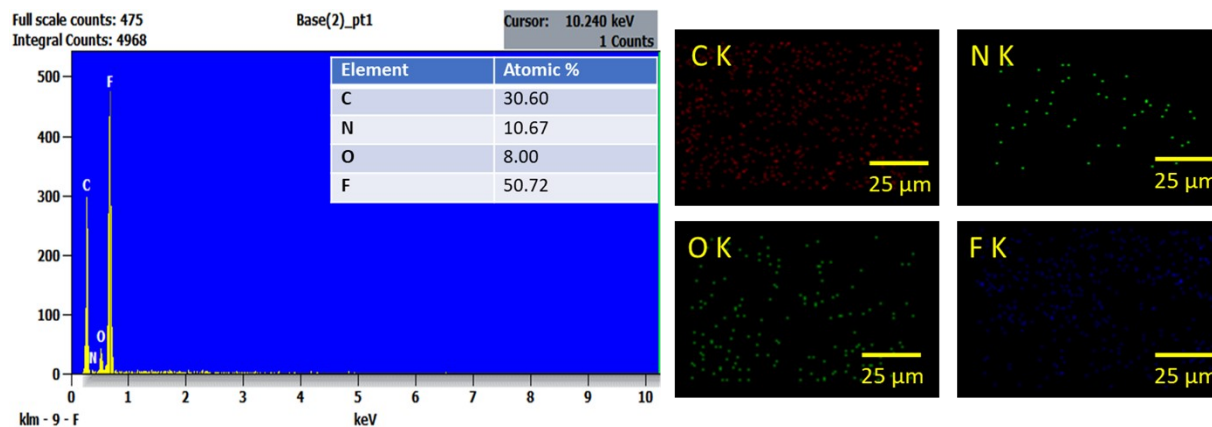 Full scale counts: 475
Base(2)_pt1
Cursor: 10.240 keV
Integral Counts: 4968
1 Counts
500
400
300
200
100
0
F
C
O
N
Element Atomic %
C 30.60
N 10.67
O 8.00
F 50.72
0 1 2 3 4 5 6 7 8 9 10
klm - 9 - F
keV
C K
25 µm
N K
25 µm
O K
25 µm
F K
25 µm